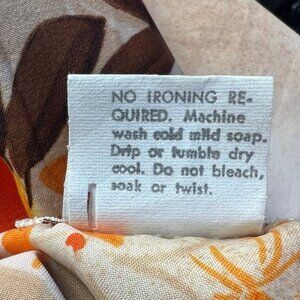 NO IRONING RE-
QUIRED. Machine
wash cold mild soap.
Drip or tumble dry
cool. Do not bleach,
soak or twist.